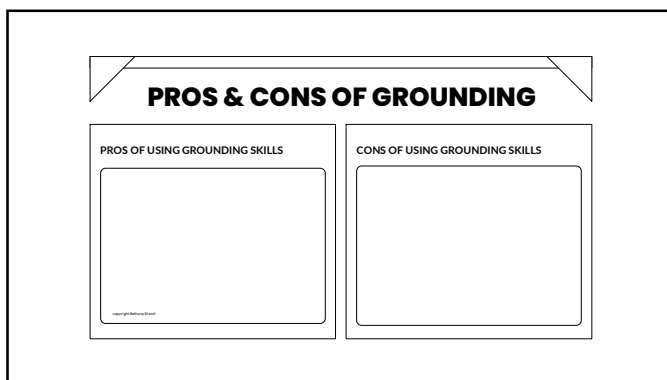 PROS & CONS OF GROUNDING
PROS OF USING GROUNDING SKILLS
copyright Bethany Brand
CONS OF USING GROUNDING SKILLS